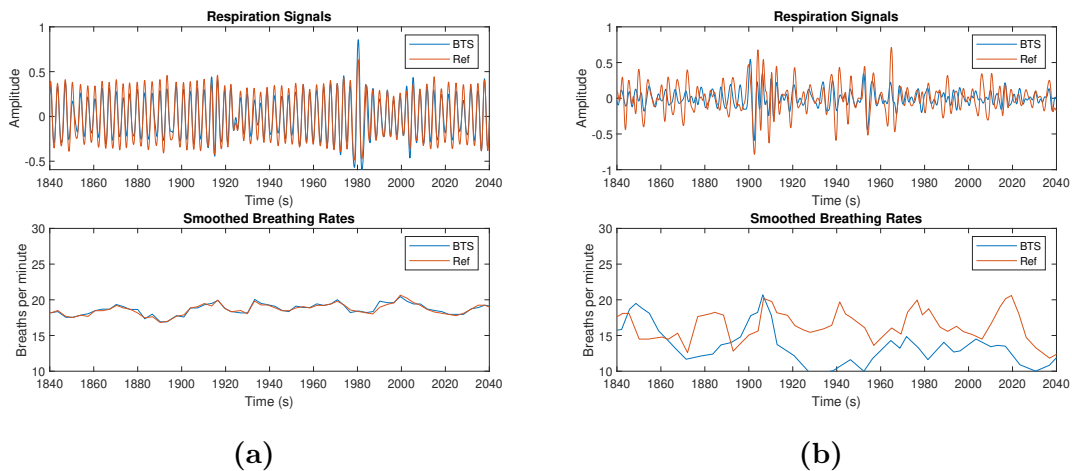 Respiration Signals
1
0.5
0
-0.5
Amplitude
BTS
Ref
1840 1860 1880 1900 1920 1940 1960 1980 2000 2020 2040
Time (s)
Smoothed Breathing Rates
30
25
20
15
10
Breaths per minute
BTS
Ref
1840 1860 1880 1900 1920 1940 1960 1980 2000 2020 2040
Time (s)
(a)
Respiration Signals
1
0.5
0
-0.5
-1
Amplitude
BTS
Ref
1840 1860 1880 1900 1920 1940 1960 1980 2000 2020 2040
Time (s)
Smoothed Breathing Rates
30
25
20
15
10
Breaths per minute
BTS
Ref
1840 1860 1880 1900 1920 1940 1960 1980 2000 2020 2040
Time (s)
(b)